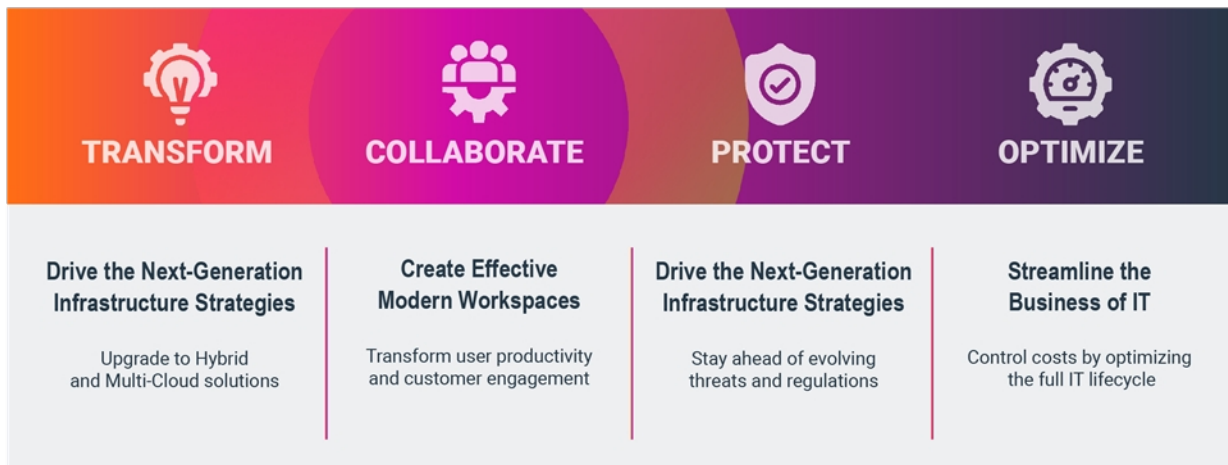 TRANSFORM
Drive the Next-Generation
Infrastructure Strategies
Upgrade to Hybrid
and Multi-Cloud solutions
COLLABORATE
Create Effective
Modern Workspaces
Transform user productivity
and customer engagement
PROTECT
Drive the Next-Generation
Infrastructure Strategies
Stay ahead of evolving
threats and regulations
OPTIMIZE
Streamline the
Business of IT
Control costs by optimizing
the full IT lifecycle